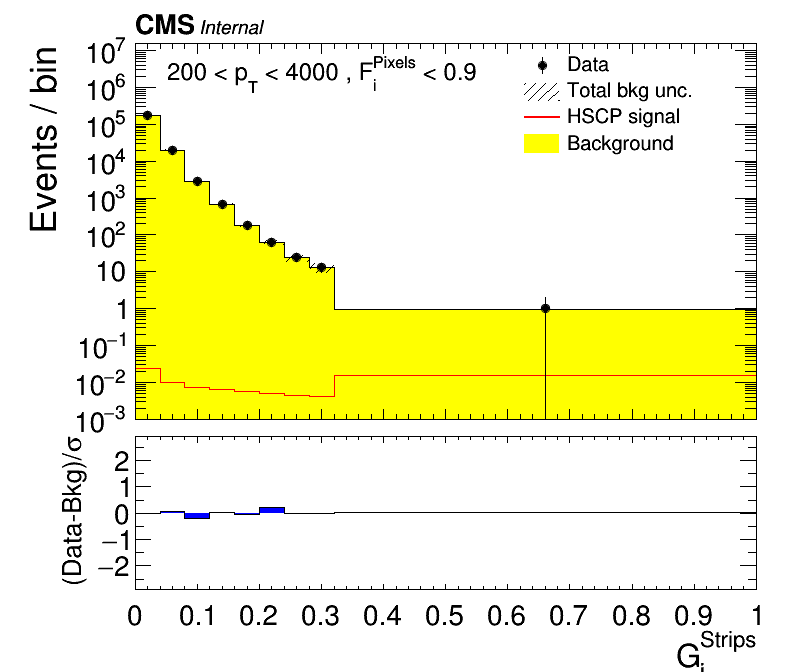 CMS Internal
200 < p_T < 4000 , F_i^Pixels < 0.9
Data
Total bkg unc.
HSCP signal
Background
Events / bin
10^7
10^6
10^5
10^4
10^3
10^2
10
1
10^−1
10^−2
10^−3
(Data-Bkg)/σ
2
1
0
−1
−2
0 0.1 0.2 0.3 0.4 0.5 0.6 0.7 0.8 0.9 1
G_i^Strips